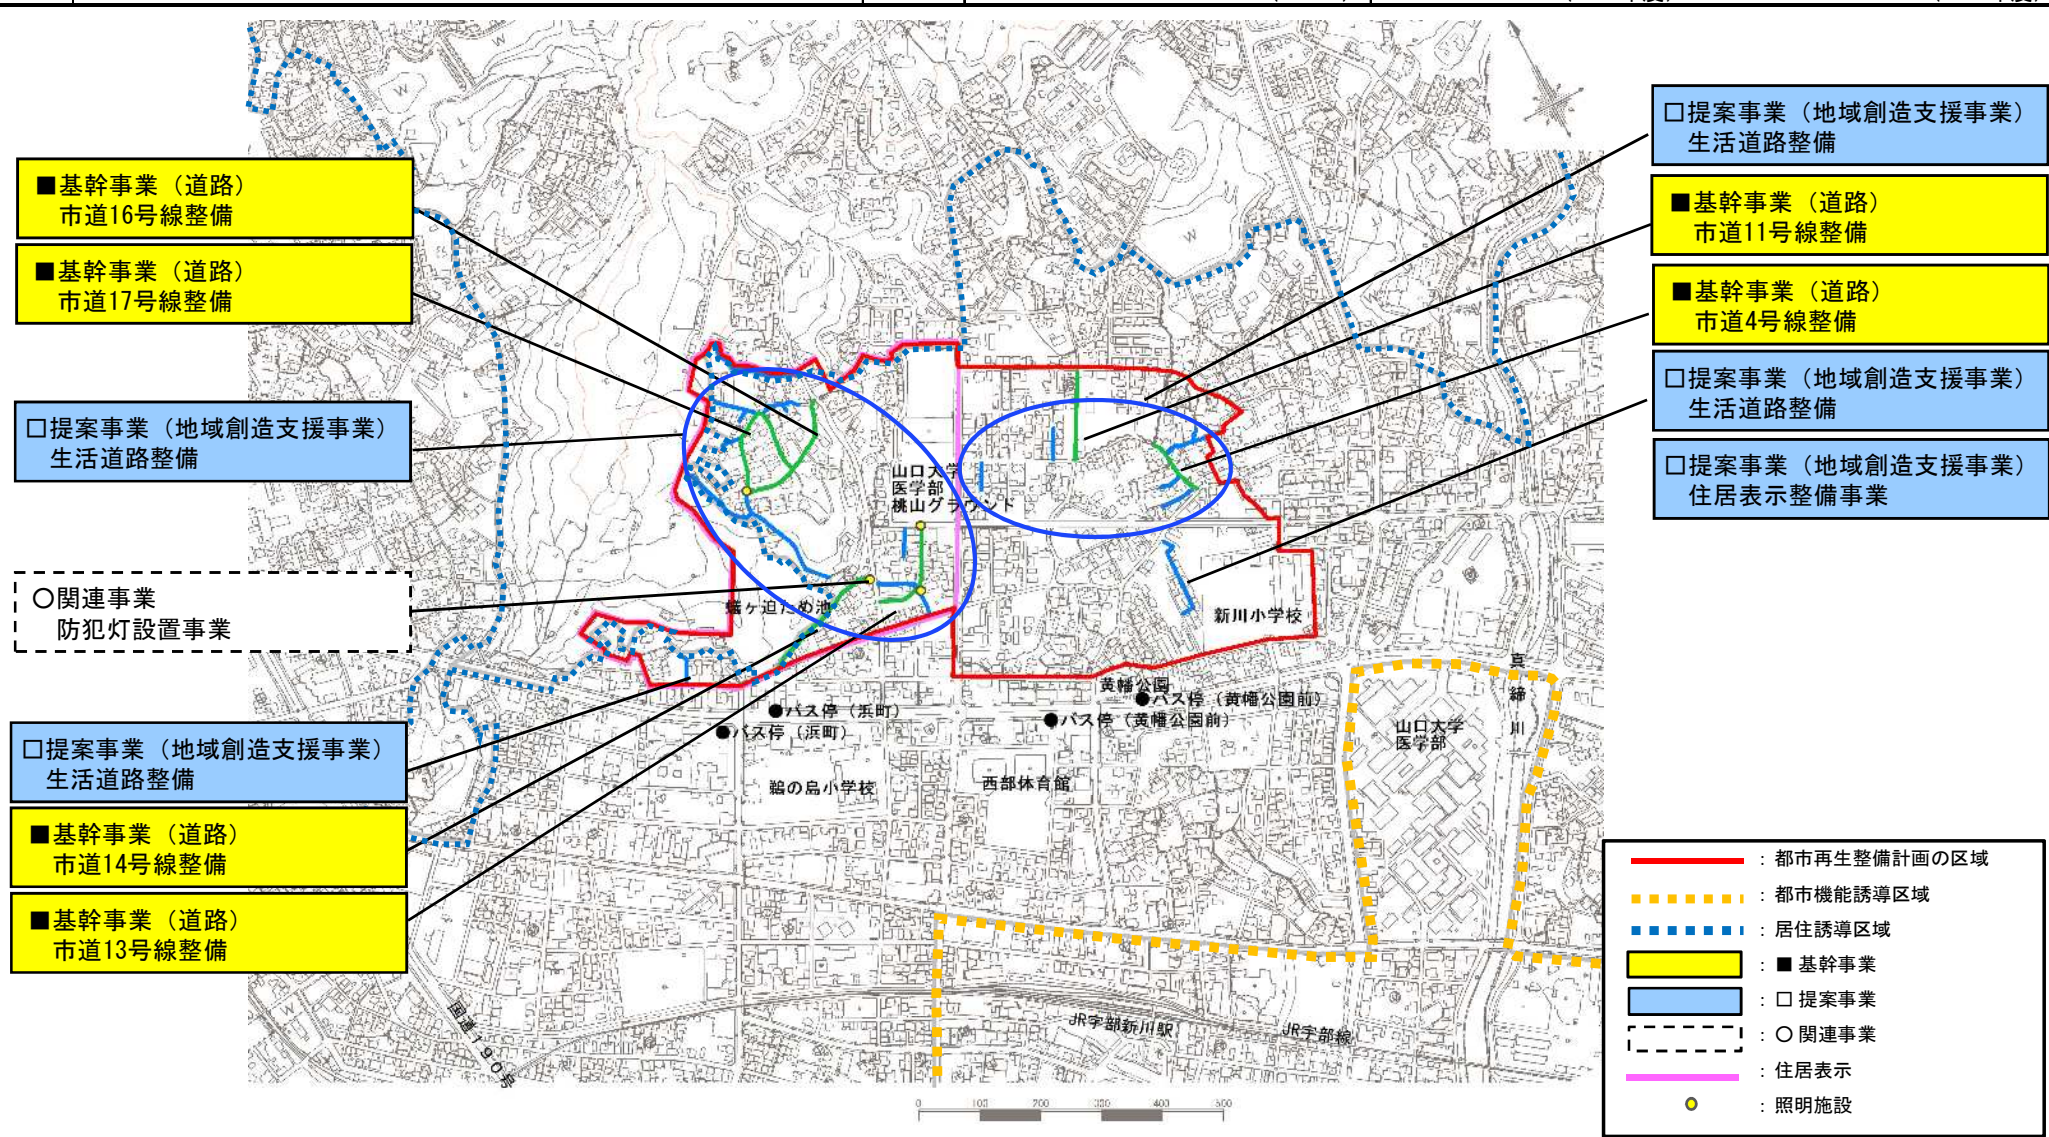 ■基幹事業（道路）
市道16号線整備
■基幹事業（道路）
市道17号線整備
□提案事業（地域創造支援事業）
生活道路整備
〇関連事業
防犯灯設置事業
□提案事業（地域創造支援事業）
生活道路整備
■基幹事業（道路）
市道14号線整備
■基幹事業（道路）
市道13号線整備
□提案事業（地域創造支援事業）
生活道路整備
■基幹事業（道路）
市道11号線整備
■基幹事業（道路）
市道4号線整備
□提案事業（地域創造支援事業）
生活道路整備
□提案事業（地域創造支援事業）
住居表示整備事業
山口大学
医学部
桃山グラウンド
蟻ヶ迫ため池
新川小学校
黄幡公園
●バス停（黄幡公園前）
●バス停（黄幡公園前）
●バス停（浜町）
●バス停（浜町）
鵜の島小学校
西部体育館
山口大学
医学部
真締川
国道190号
JR宇部新川駅
JR宇部線
0 100 200 300 400 500
：都市再生整備計画の区域
：都市機能誘導区域
：居住誘導区域
：■ 基幹事業
：□ 提案事業
：〇 関連事業
：住居表示
：照明施設